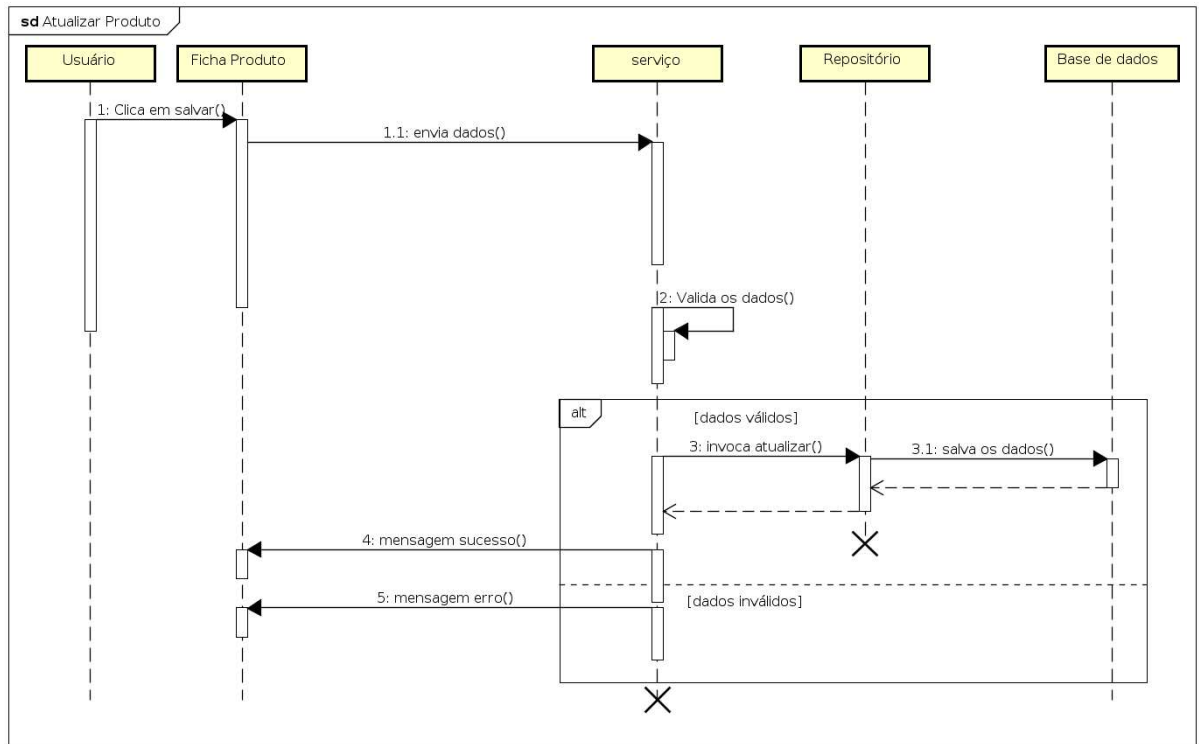 sd Atualizar Produto
Usuário
Ficha Produto
serviço
Repositório
Base de dados
1: Clica em salvar()
1.1: envia dados()
2: Valida os dados()
alt
[dados válidos]
3: invoca atualizar()
3.1: salva os dados()
4: mensagem sucesso()
5: mensagem erro()
[dados inválidos]